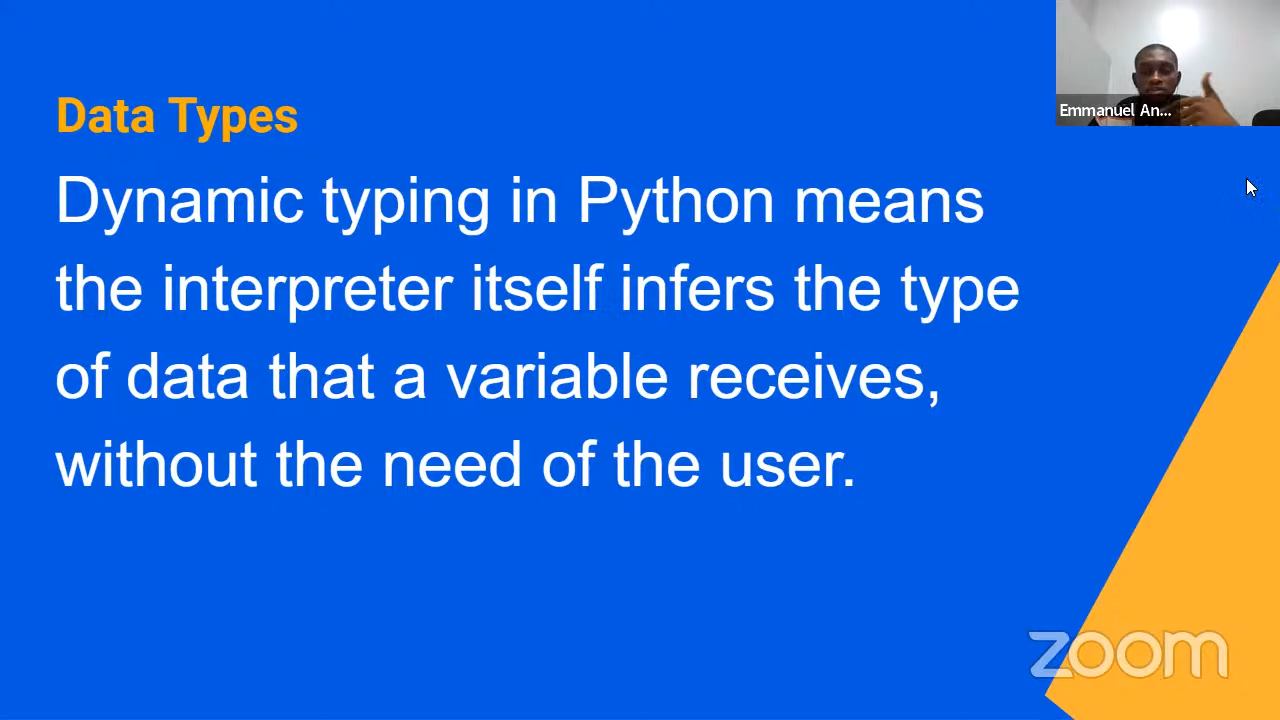 Data Types
Dynamic typing in Python means
the interpreter itself infers the type
of data that a variable receives,
without the need of the user.
Emmanuel An...
zoom